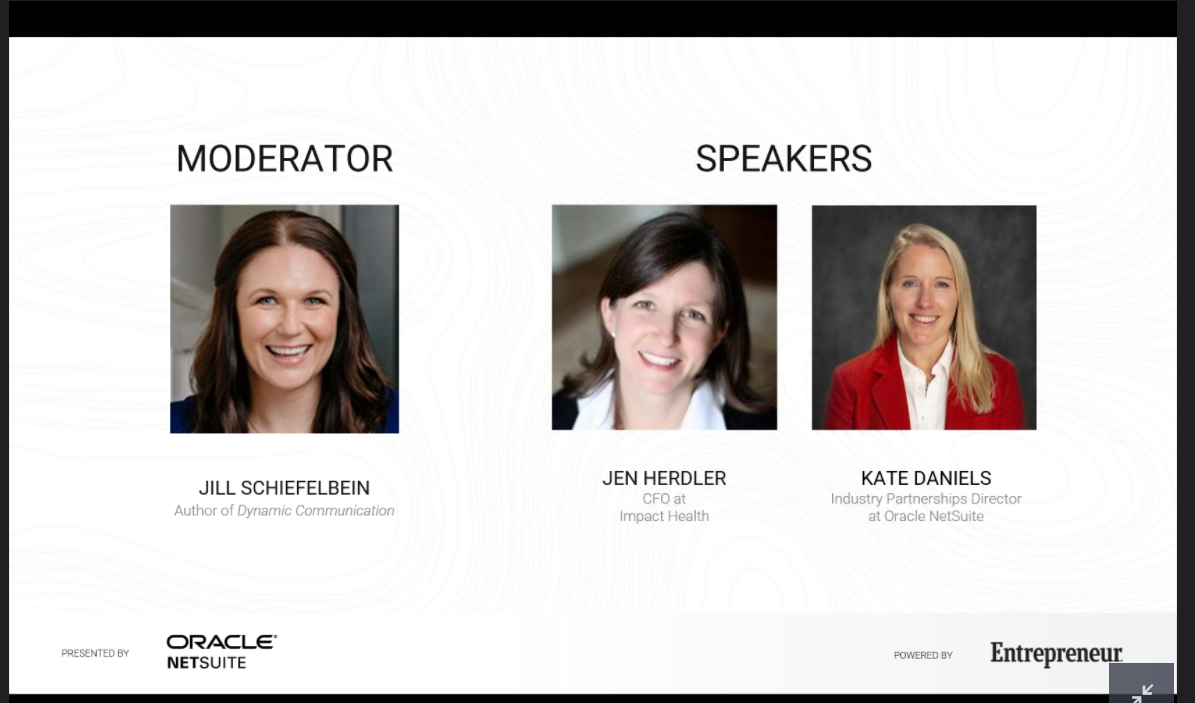 MODERATOR
SPEAKERS
JILL SCHIEFELBEIN
Author of Dynamic Communication
JEN HERDLER
CFO at
Impact Health
KATE DANIELS
Industry Partnerships Director
at Oracle NetSuite
PRESENTED BY
ORACLE
NETSUITE
POWERED BY
Entrepreneur